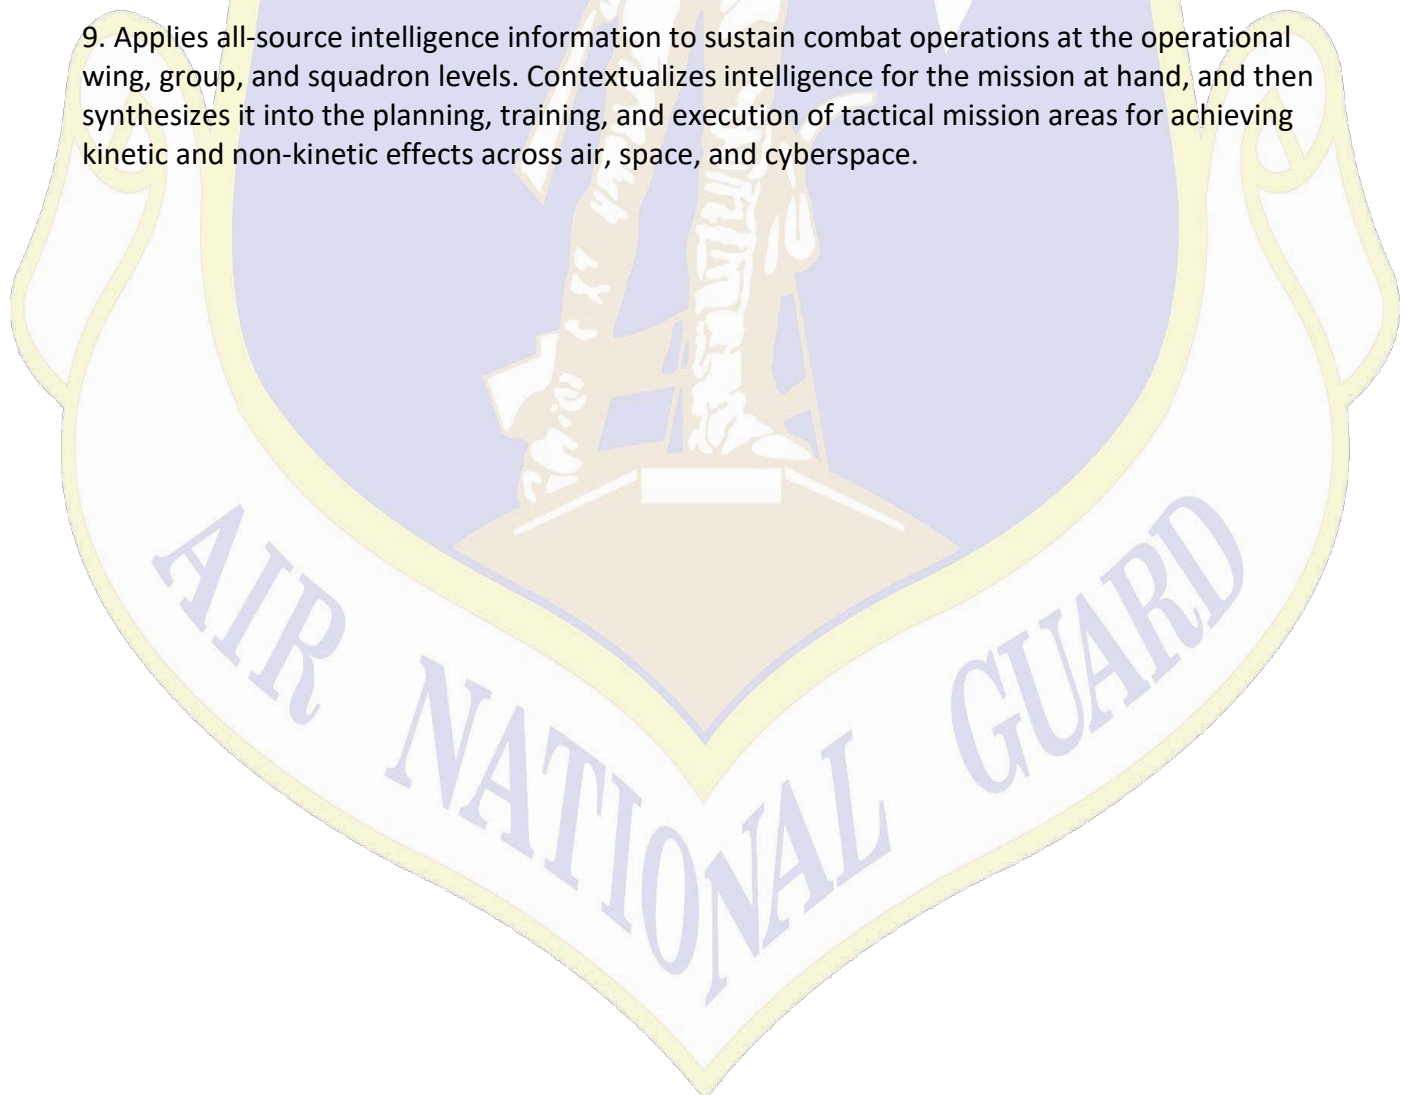 9. Applies all-source intelligence information to sustain combat operations at the operational
wing, group, and squadron levels. Contextualizes intelligence for the mission at hand, and then
synthesizes it into the planning, training, and execution of tactical mission areas for achieving
kinetic and non-kinetic effects across air, space, and cyberspace.
AIR NATIONAL GUARD